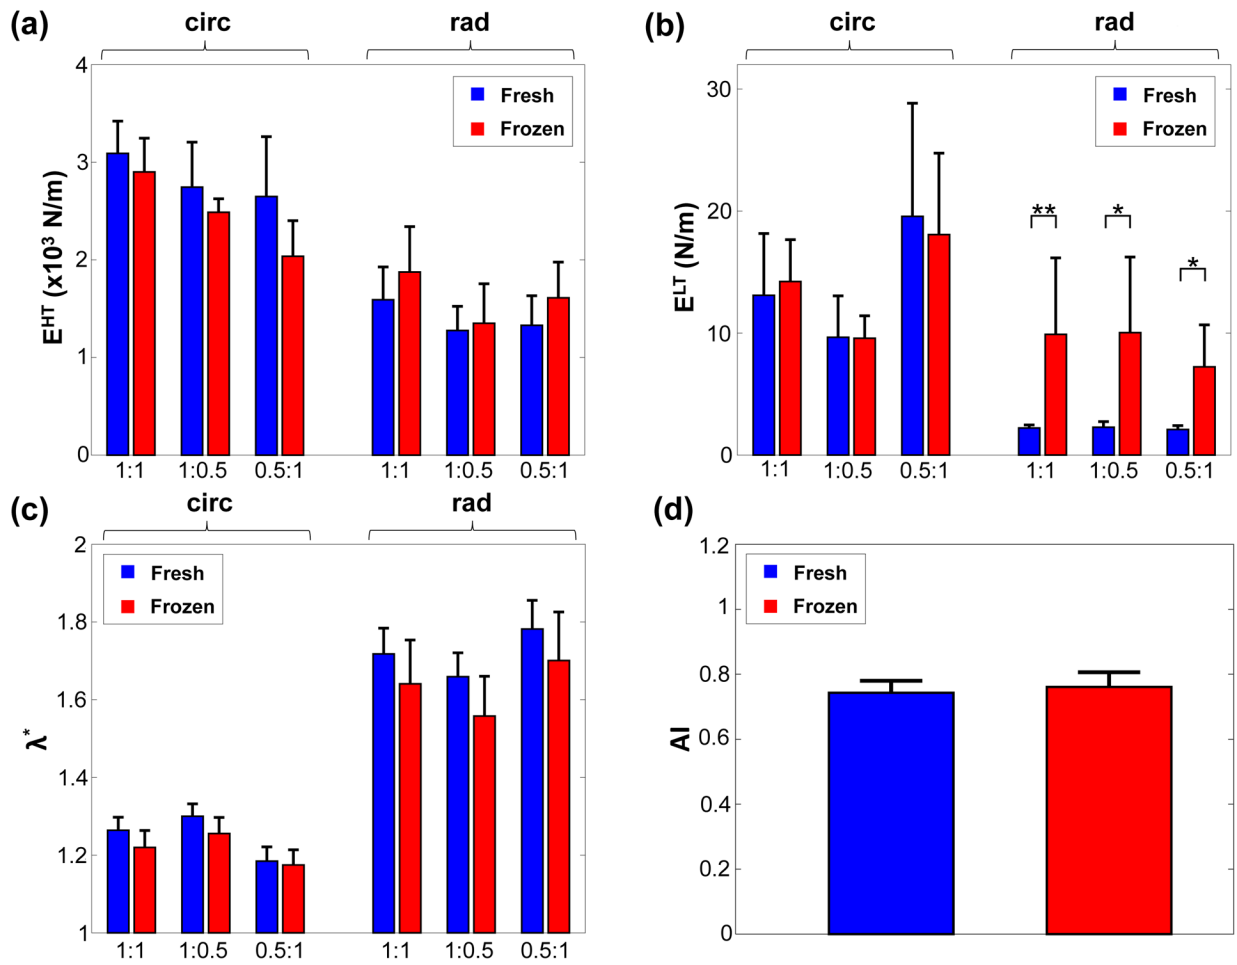 (a)
circ rad
4
3
2
1
0
E^HT (x10³ N/m)
Fresh
Frozen
1:1 1:0.5 0.5:1 1:1 1:0.5 0.5:1
(b)
circ rad
30
20
10
0
E^LT (N/m)
Fresh
Frozen
** * *
1:1 1:0.5 0.5:1 1:1 1:0.5 0.5:1
(c)
circ rad
2
1.8
1.6
1.4
1.2
1
λ*
Fresh
Frozen
1:1 1:0.5 0.5:1 1:1 1:0.5 0.5:1
(d)
1.2
1
0.8
0.6
0.4
0.2
0
AI
Fresh
Frozen